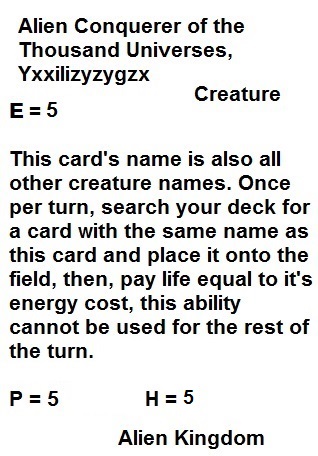 Alien Conquerer of the
Thousand Universes,
Yxxilizyzygzx
Creature
E = 5
This card's name is also all
other creature names. Once
per turn, search your deck for
a card with the same name as
this card and place it onto the
field, then, pay life equal to it's
energy cost, this ability
cannot be used for the rest of
the turn.
P = 5 H = 5
Alien Kingdom